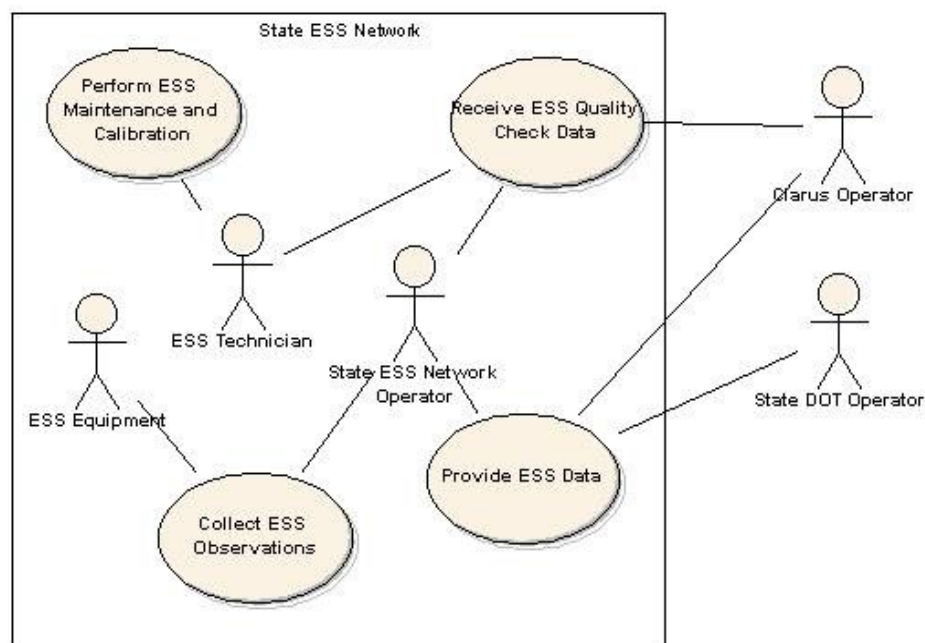 State ESS Network
Perform ESS
Maintenance and
Calibration
Receive ESS Quality
Check Data
Clarus Operator
ESS Technician
State ESS Network
Operator
ESS Equipment
State DOT Operator
Provide ESS Data
Collect ESS
Observations